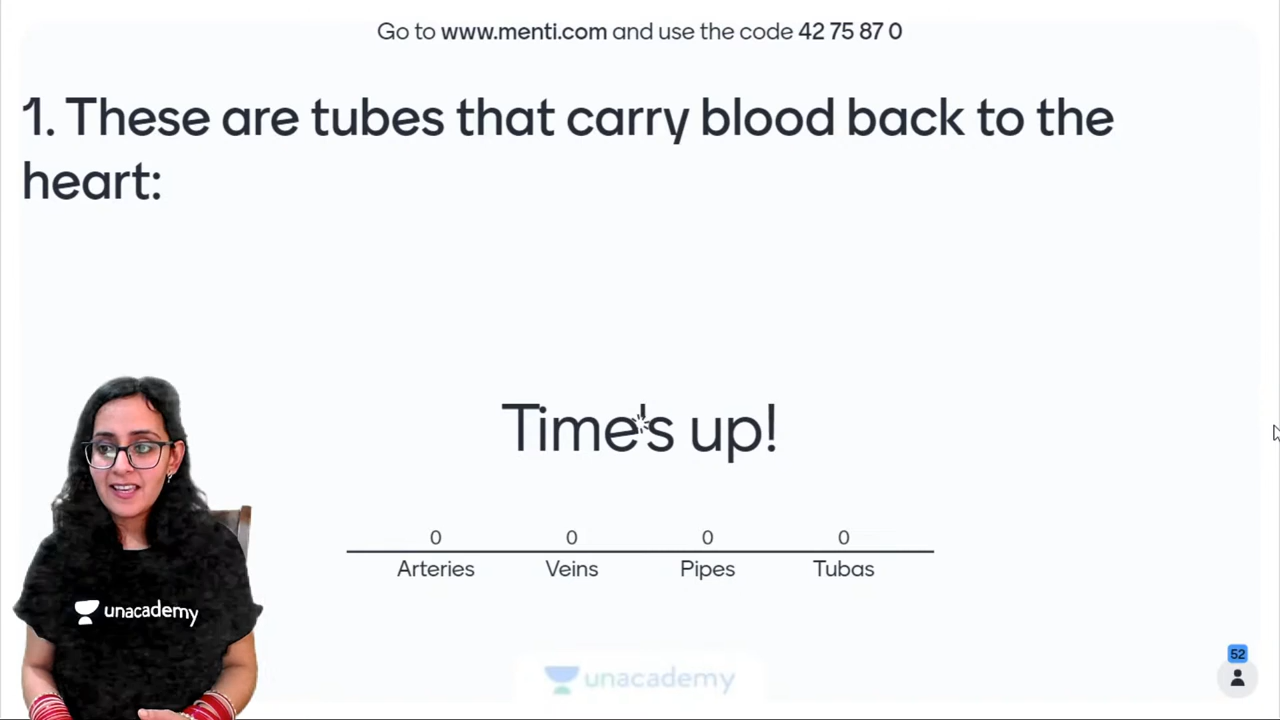 Go to www.menti.com and use the code 42 75 87 0
1. These are tubes that carry blood back to the
heart:
Time's up!
0 0 0 0
Arteries Veins Pipes Tubas
unacademy
unacademy
52